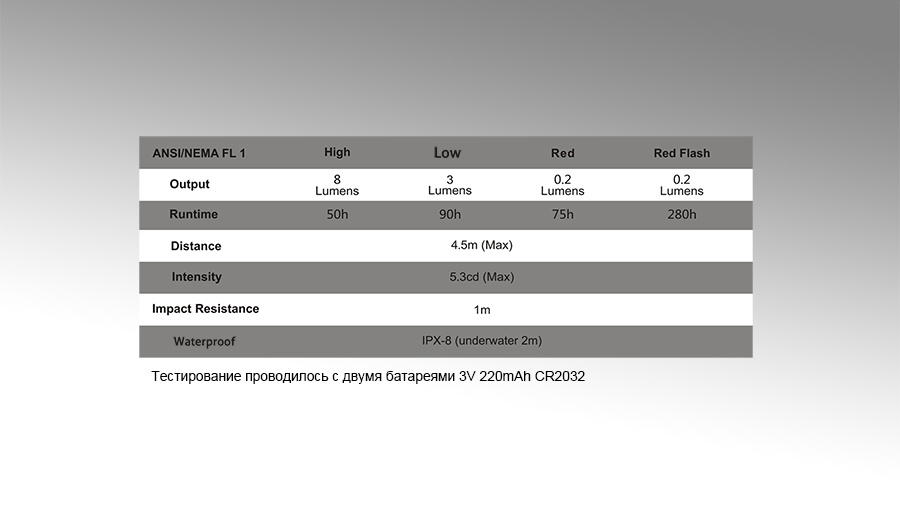 ANSI/NEMA FL 1 High Low Red Red Flash
Output 8 Lumens 3 Lumens 0.2 Lumens 0.2 Lumens
Runtime 50h 90h 75h 280h
Distance 4.5m (Max)
Intensity 5.3cd (Max)
Impact Resistance 1m
Waterproof IPX-8 (underwater 2m)
Тестирование проводилось с двумя батареями 3V 220mAh CR2032